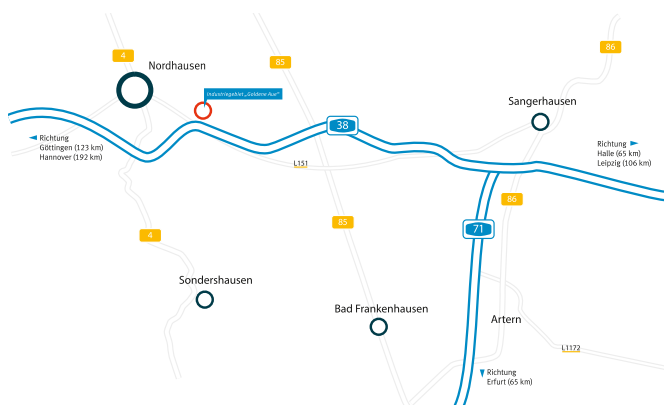 4
Nordhausen
85
86
Industriegebiet „Goldene Aue“
Sangerhausen
38
Richtung
Göttingen (123 km)
Hannover (192 km)
Richtung
Halle (65 km)
Leipzig (106 km)
L151
86
85
71
4
Sondershausen
Bad Frankenhausen
Artern
L1172
Richtung
Erfurt (65 km)